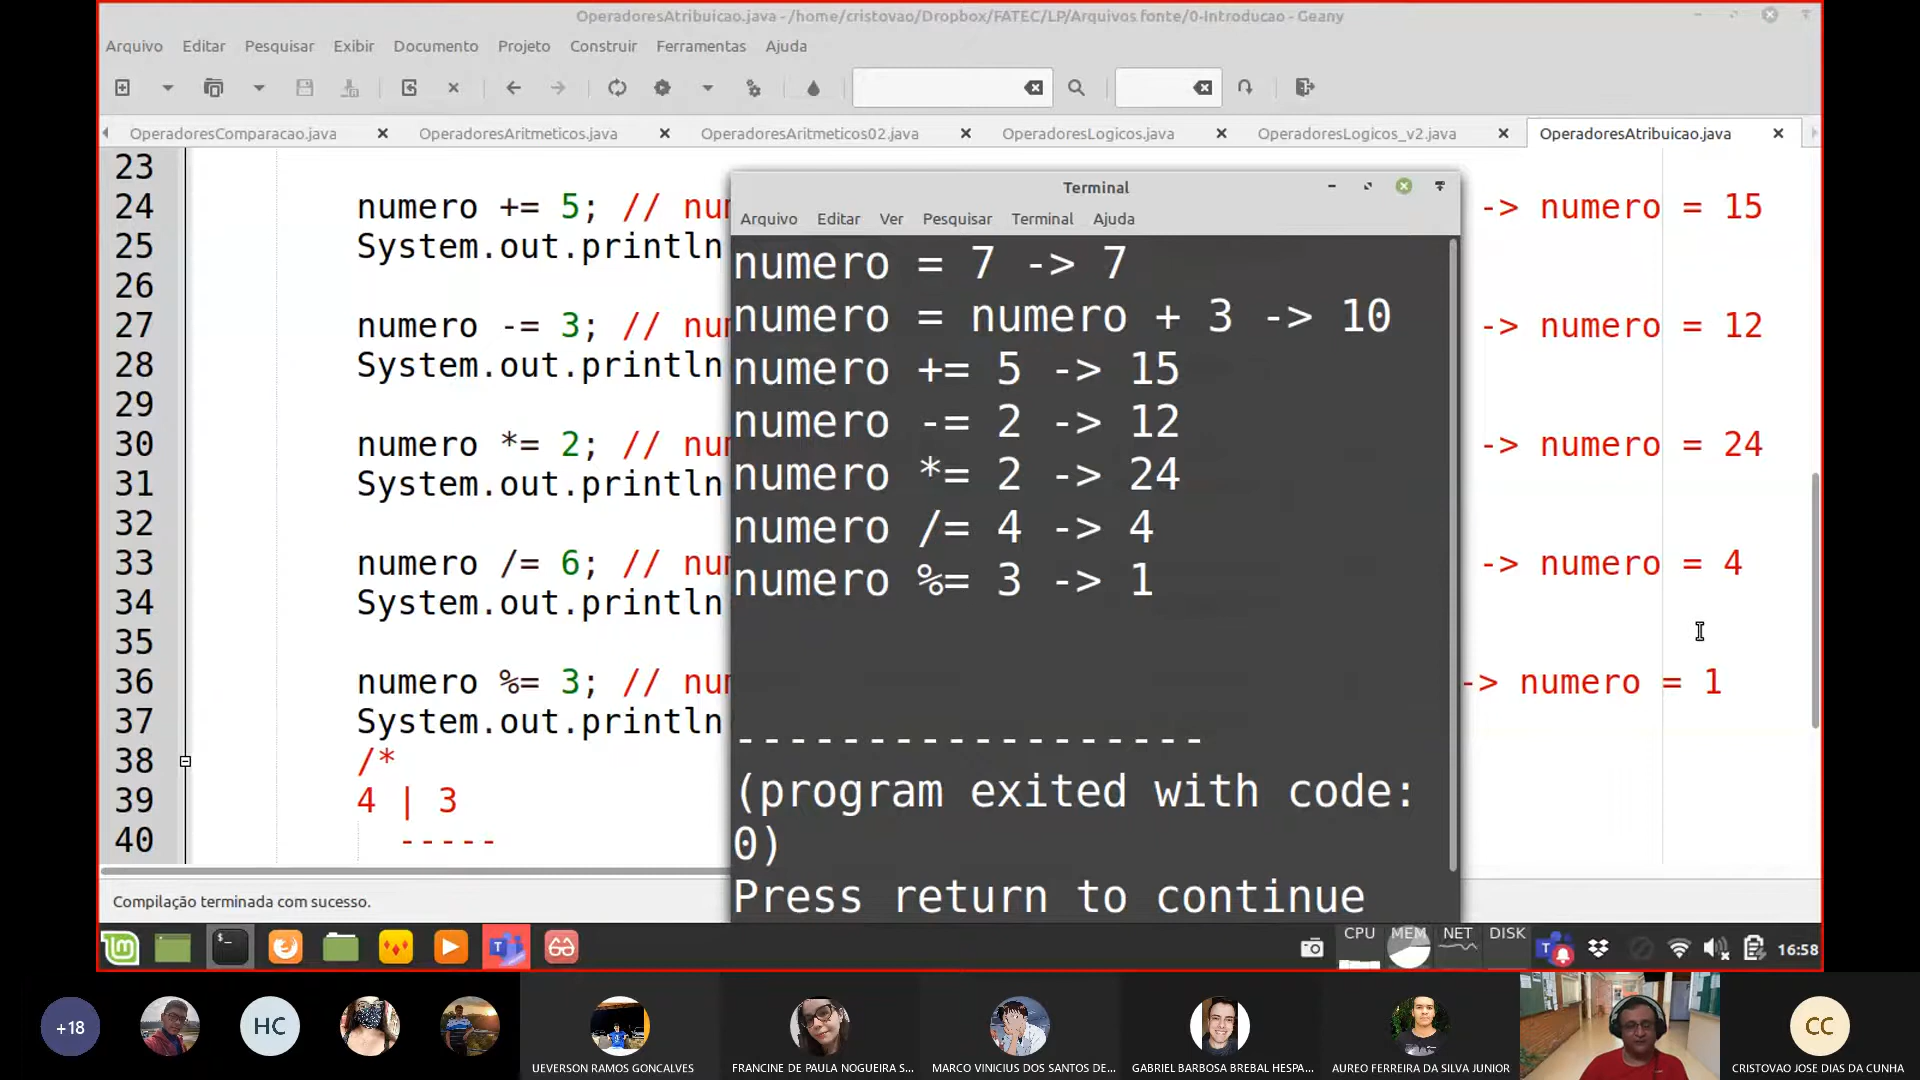 OperadoresAtribuicao.java - /home/cristovao/Dropbox/FATEC/LP/Arquivos fonte/0-Introducao - Geany
Arquivo Editar Pesquisar Exibir Documento Projeto Construir Ferramentas Ajuda
OperadoresComparacao.java OperadoresAritmeticos.java OperadoresAritmeticos02.java OperadoresLogicos.java OperadoresLogicos_v2.java OperadoresAtribuicao.java
23
24 numero += 5; // nu -> numero = 15
25 System.out.println
26
27 numero -= 3; // nu -> numero = 12
28 System.out.println
29
30 numero *= 2; // nu -> numero = 24
31 System.out.println
32
33 numero /= 6; // nu -> numero = 4
34 System.out.println
35
36 numero %= 3; // nu -> numero = 1
37 System.out.println
38 /*
39 4 | 3
40 -----
Terminal
Arquivo Editar Ver Pesquisar Terminal Ajuda
numero = 7 -> 7
numero = numero + 3 -> 10
numero += 5 -> 15
numero -= 2 -> 12
numero *= 2 -> 24
numero /= 4 -> 4
numero %= 3 -> 1
------------------
(program exited with code:
0)
Press return to continue
Compilação terminada com sucesso.
CPU MEM NET DISK
16:58
+18
HC
CC
UEVERSON RAMOS GONCALVES
FRANCINE DE PAULA NOGUEIRA S...
MARCO VINICIUS DOS SANTOS DE...
GABRIEL BARBOSA BREBAL HESPA...
AUREO FERREIRA DA SILVA JUNIOR
CRISTOVAO JOSE DIAS DA CUNHA